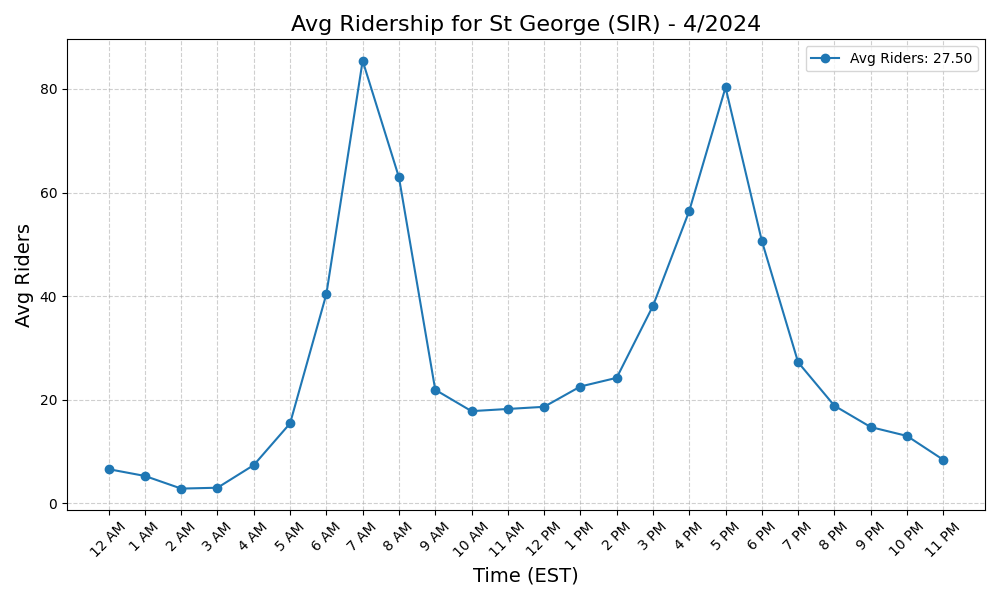 Avg Ridership for St George (SIR) - 4/2024
Avg Riders: 27.50
Avg Riders
80
60
40
20
0
12 AM
1 AM
2 AM
3 AM
4 AM
5 AM
6 AM
7 AM
8 AM
9 AM
10 AM
11 AM
12 PM
1 PM
2 PM
3 PM
4 PM
5 PM
6 PM
7 PM
8 PM
9 PM
10 PM
11 PM
Time (EST)